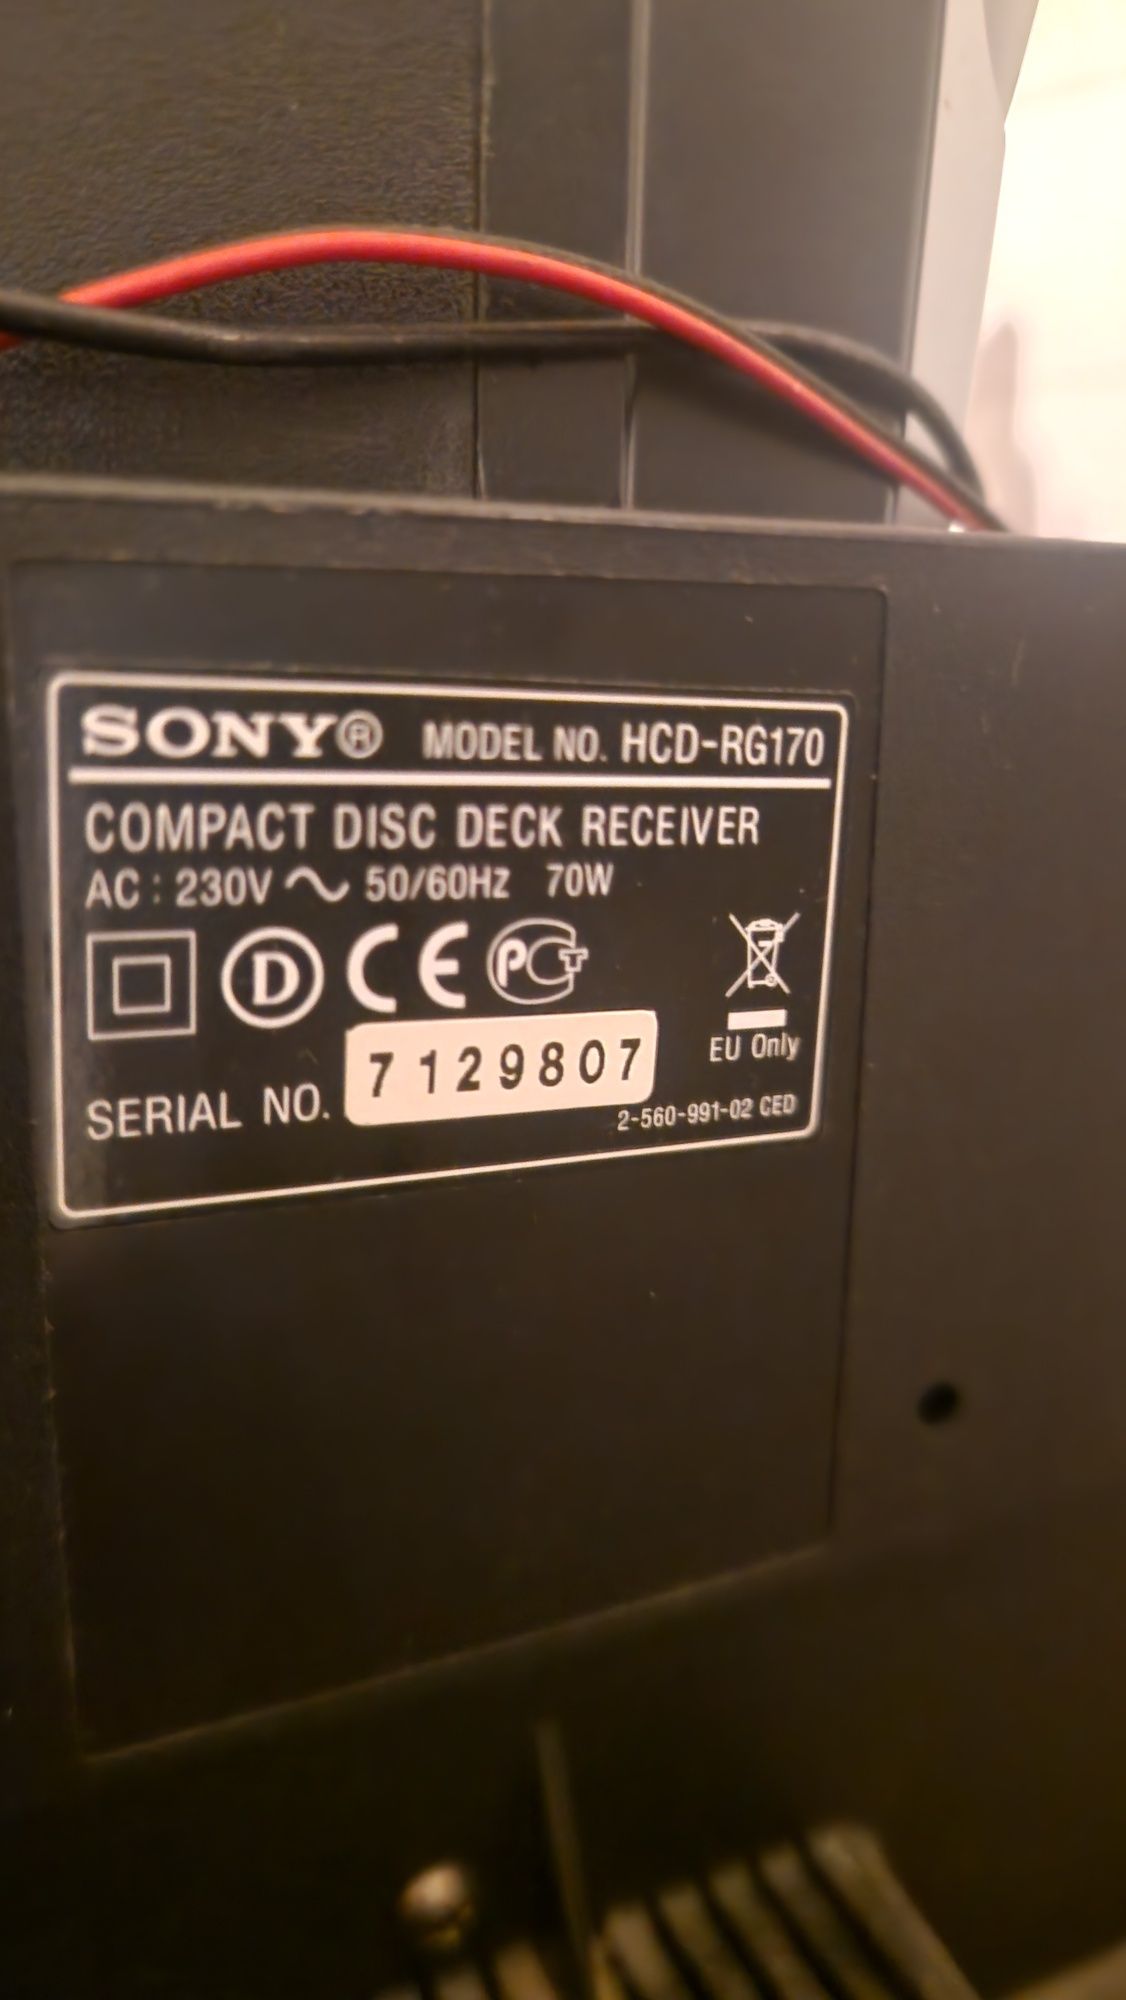 SONY® MODEL NO. HCD-RG170
COMPACT DISC DECK RECEIVER
AC : 230V ~ 50/60Hz 70W
D CE PCT
EU Only
SERIAL NO. 7129807
2-560-991-02 CED